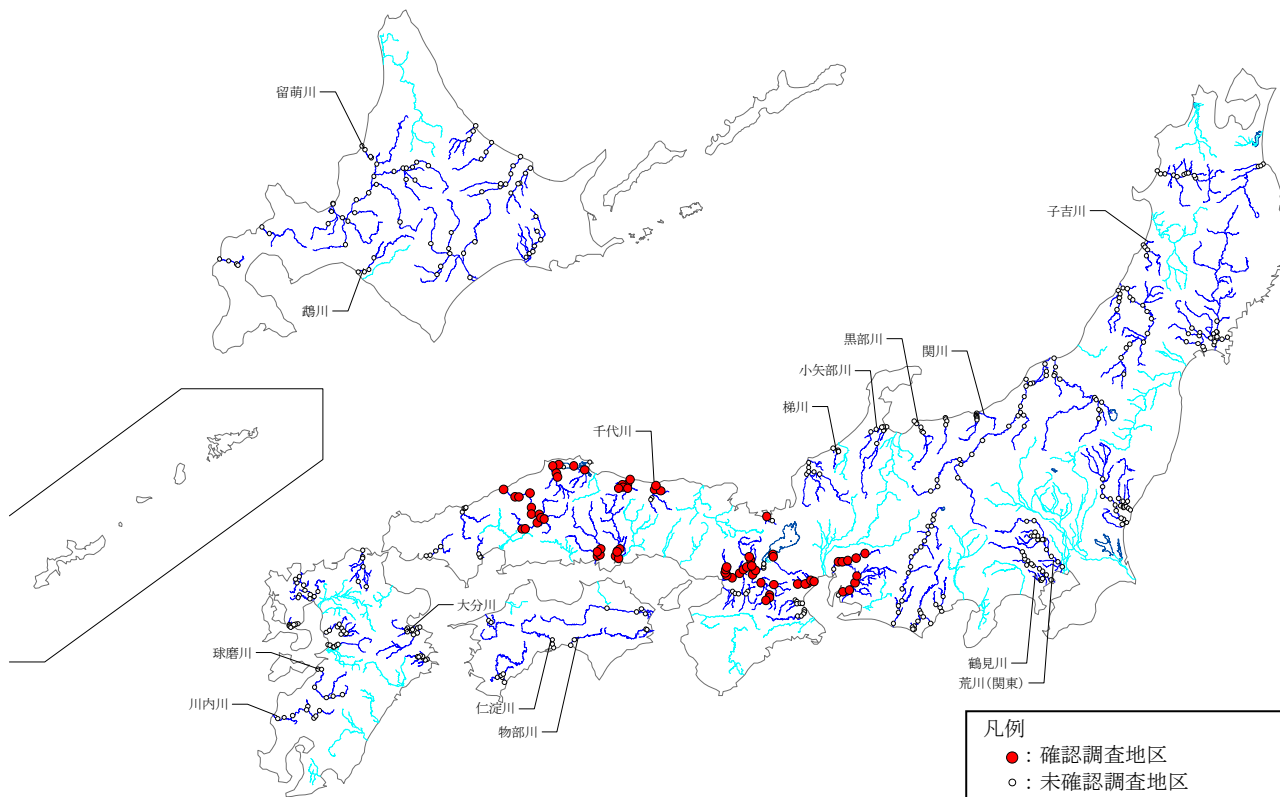 留萌川
鵡川
子吉川
黒部川
関川
小矢部川
梯川
千代川
大分川
球磨川
川内川
仁淀川
物部川
鶴見川
荒川(関東)
凡例
：確認調査地区
：未確認調査地区